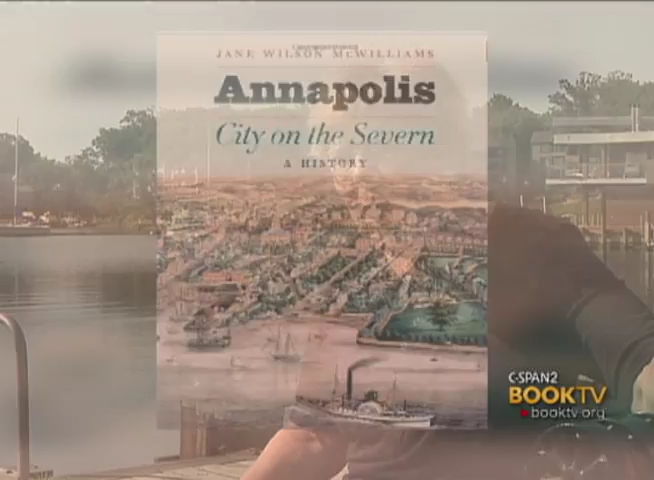 JANE WILSON McWILLIAMS
Annapolis
City on the Severn
A HISTORY
C-SPAN2
BOOKTV
booktv.org